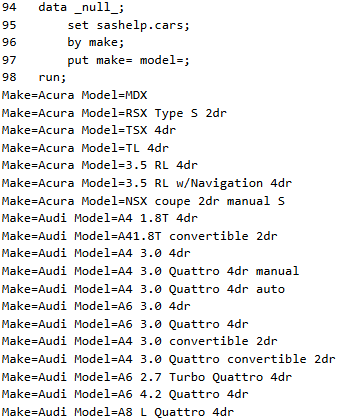 94 data _null_;
95 set sashelp.cars;
96 by make;
97 put make= model=;
98 run;
Make=Acura Model=MDX
Make=Acura Model=RSX Type S 2dr
Make=Acura Model=TSX 4dr
Make=Acura Model=TL 4dr
Make=Acura Model=3.5 RL 4dr
Make=Acura Model=3.5 RL w/Navigation 4dr
Make=Acura Model=NSX coupe 2dr manual S
Make=Audi Model=A4 1.8T 4dr
Make=Audi Model=A41.8T convertible 2dr
Make=Audi Model=A4 3.0 4dr
Make=Audi Model=A4 3.0 Quattro 4dr manual
Make=Audi Model=A4 3.0 Quattro 4dr auto
Make=Audi Model=A6 3.0 4dr
Make=Audi Model=A6 3.0 Quattro 4dr
Make=Audi Model=A4 3.0 convertible 2dr
Make=Audi Model=A4 3.0 Quattro convertible 2dr
Make=Audi Model=A6 2.7 Turbo Quattro 4dr
Make=Audi Model=A6 4.2 Quattro 4dr
Make=Audi Model=A8 L Quattro 4dr